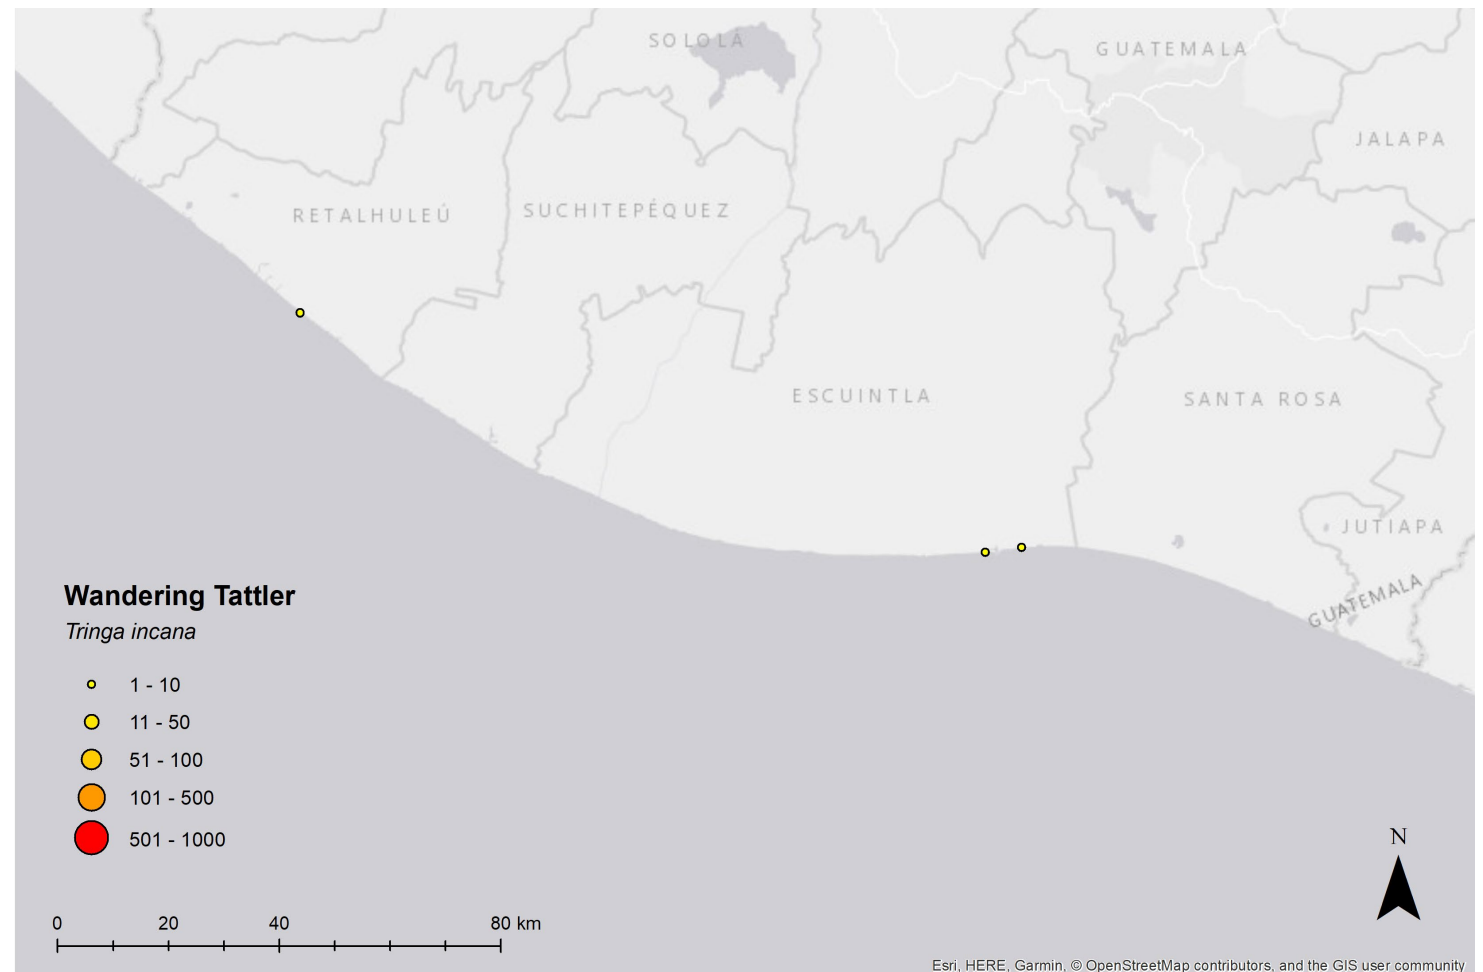 SOLOLÁ
GUATEMALA
JALAPA
RETALHULEÚ
SUCHITEPÉQUEZ
ESCUINTLA
SANTA ROSA
JUTIAPA
GUATEMALA
Wandering Tattler
Tringa incana
1 - 10
11 - 50
51 - 100
101 - 500
501 - 1000
N
0 20 40 80 km
Esri, HERE, Garmin, © OpenStreetMap contributors, and the GIS user community